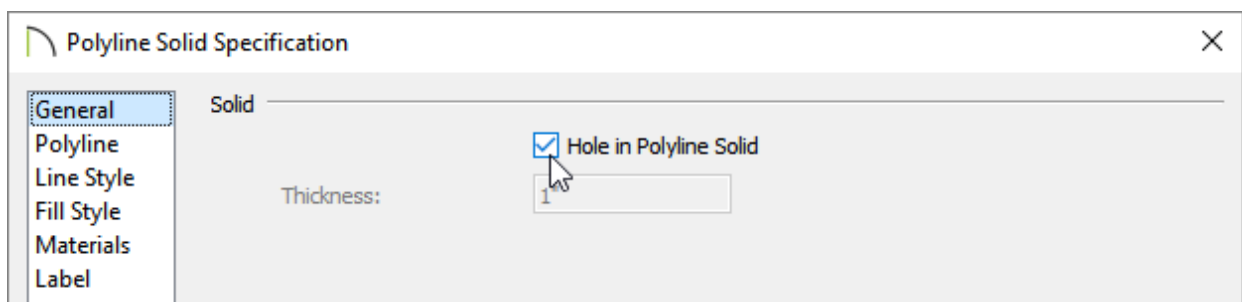 Polyline Solid Specification
General
Polyline
Line Style
Fill Style
Materials
Label
Solid
Hole in Polyline Solid
Thickness:
1"